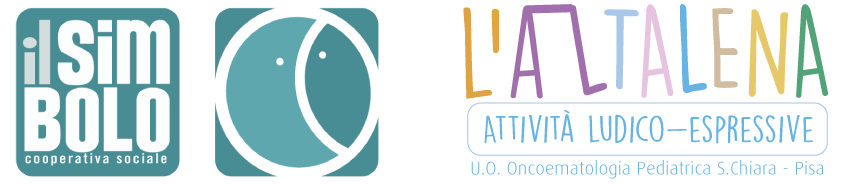 il SiM
BOLO
cooperativa sociale
L'ALTALENA
ATTIVITÀ LUDICO–ESPRESSIVE
U.O. Oncoematologia Pediatrica S.Chiara - Pisa